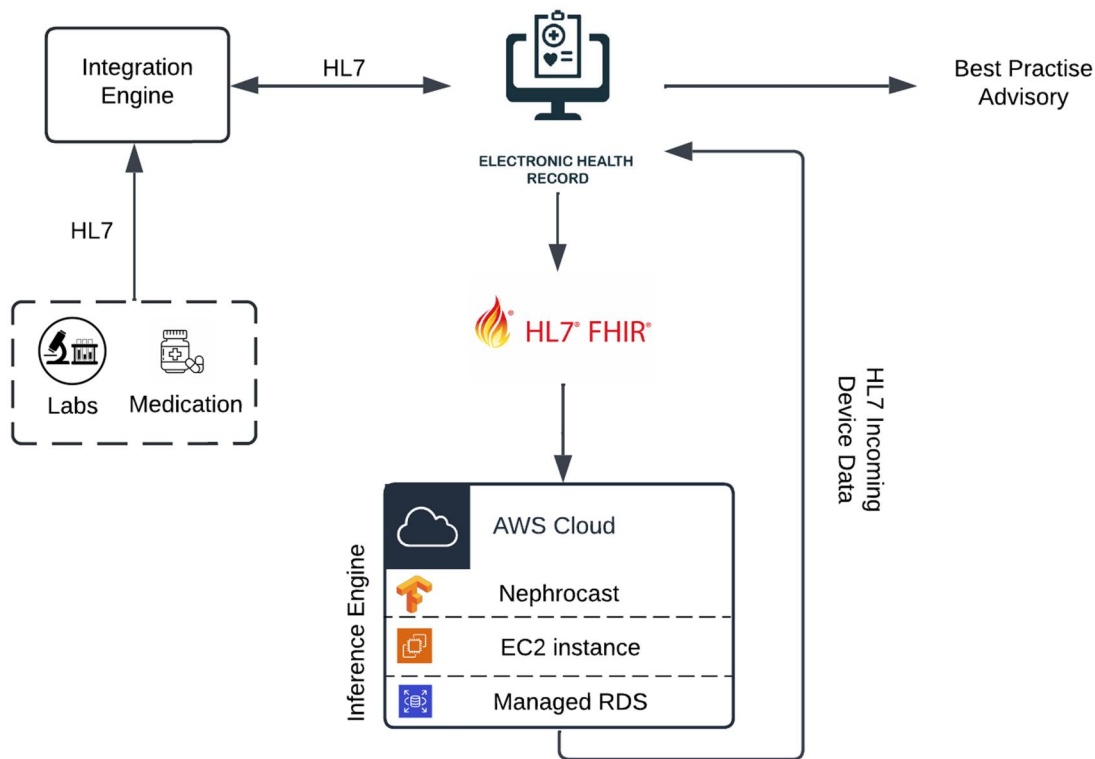 Integration
Engine
HL7
Best Practise
Advisory
ELECTRONIC HEALTH
RECORD
HL7
HL7® FHIR®
Labs
Medication
HL7 Incoming
Device Data
Inference Engine
AWS Cloud
Nephrocast
EC2 instance
Managed RDS